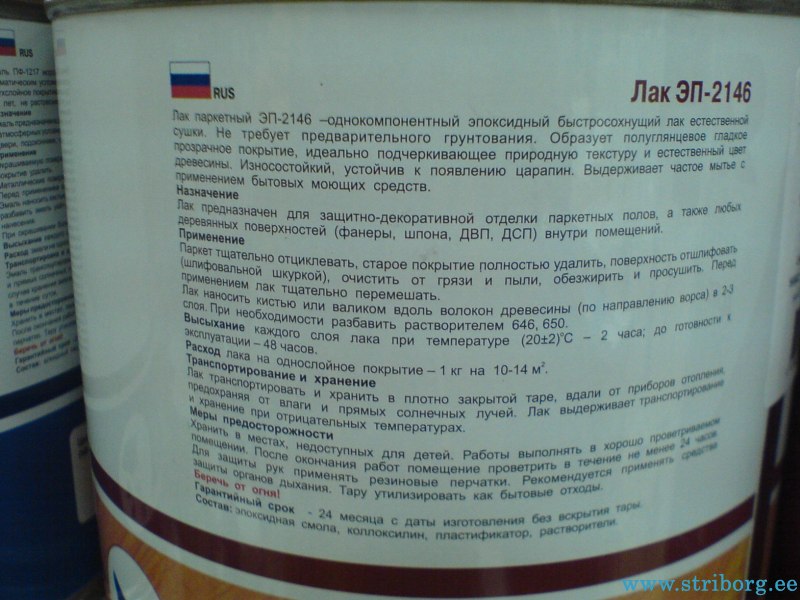 RUS
ль ПФ-1217
RUS
Лак ЭП-2146
Лак паркетный ЭП-2146 –однокомпонентный эпоксидный быстросохнущий лак естественной
сушки. Не требует предварительного грунтования. Образует полуглянцевое гладкое
прозрачное покрытие, идеально подчеркивающее природную текстуру и естественный цвет
древесины. Износостойкий, устойчив к появлению царапин. Выдерживает частое мытье с
применением бытовых моющих средств.
Назначение
Лак предназначен для защитно-декоративной отделки паркетных полов, а также любых
деревянных поверхностей (фанеры, шпона, ДВП, ДСП) внутри помещений.
Применение
Паркет тщательно отциклевать, старое покрытие полностью удалить, поверхность отшлифовать
(шлифовальной шкуркой), очистить от грязи и пыли, обезжирить и просушить. Перед
применением лак тщательно перемешать.
Лак наносить кистью или валиком вдоль волокон древесины (по направлению ворса) в 2-3
слоя. При необходимости разбавить растворителем 646, 650.
Высыхание каждого слоя лака при температуре (20±2)°С – 2 часа; до готовности к
эксплуатации – 48 часов.
Расход лака на однослойное покрытие – 1 кг на 10-14 м².
Транспортирование и хранение
Лак транспортировать и хранить в плотно закрытой таре, вдали от приборов отопления,
предохраняя от влаги и прямых солнечных лучей. Лак выдерживает транспортирование
и хранение при отрицательных температурах.
Меры предосторожности
Хранить в местах, недоступных для детей. Работы выполнять в хорошо проветриваемом
помещении. После окончания работ помещение проветрить в течение не менее 24 часов.
Для защиты рук применять резиновые перчатки. Рекомендуется применять средства
защиты органов дыхания. Тару утилизировать как бытовые отходы.
Беречь от огня!
Гарантийный срок - 24 месяца с даты изготовления без вскрытия тары.
Состав: эпоксидная смола, коллоксилин, пластификатор, растворители.
www.striborg.ee